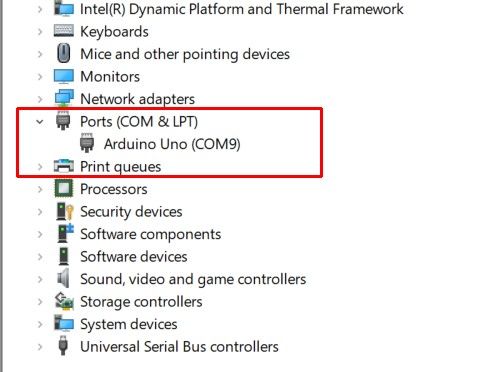 Intel(R) Dynamic Platform and Thermal Framework
Keyboards
Mice and other pointing devices
Monitors
Network adapters
Ports (COM & LPT)
Arduino Uno (COM9)
Print queues
Processors
Security devices
Software components
Software devices
Sound, video and game controllers
Storage controllers
System devices
Universal Serial Bus controllers